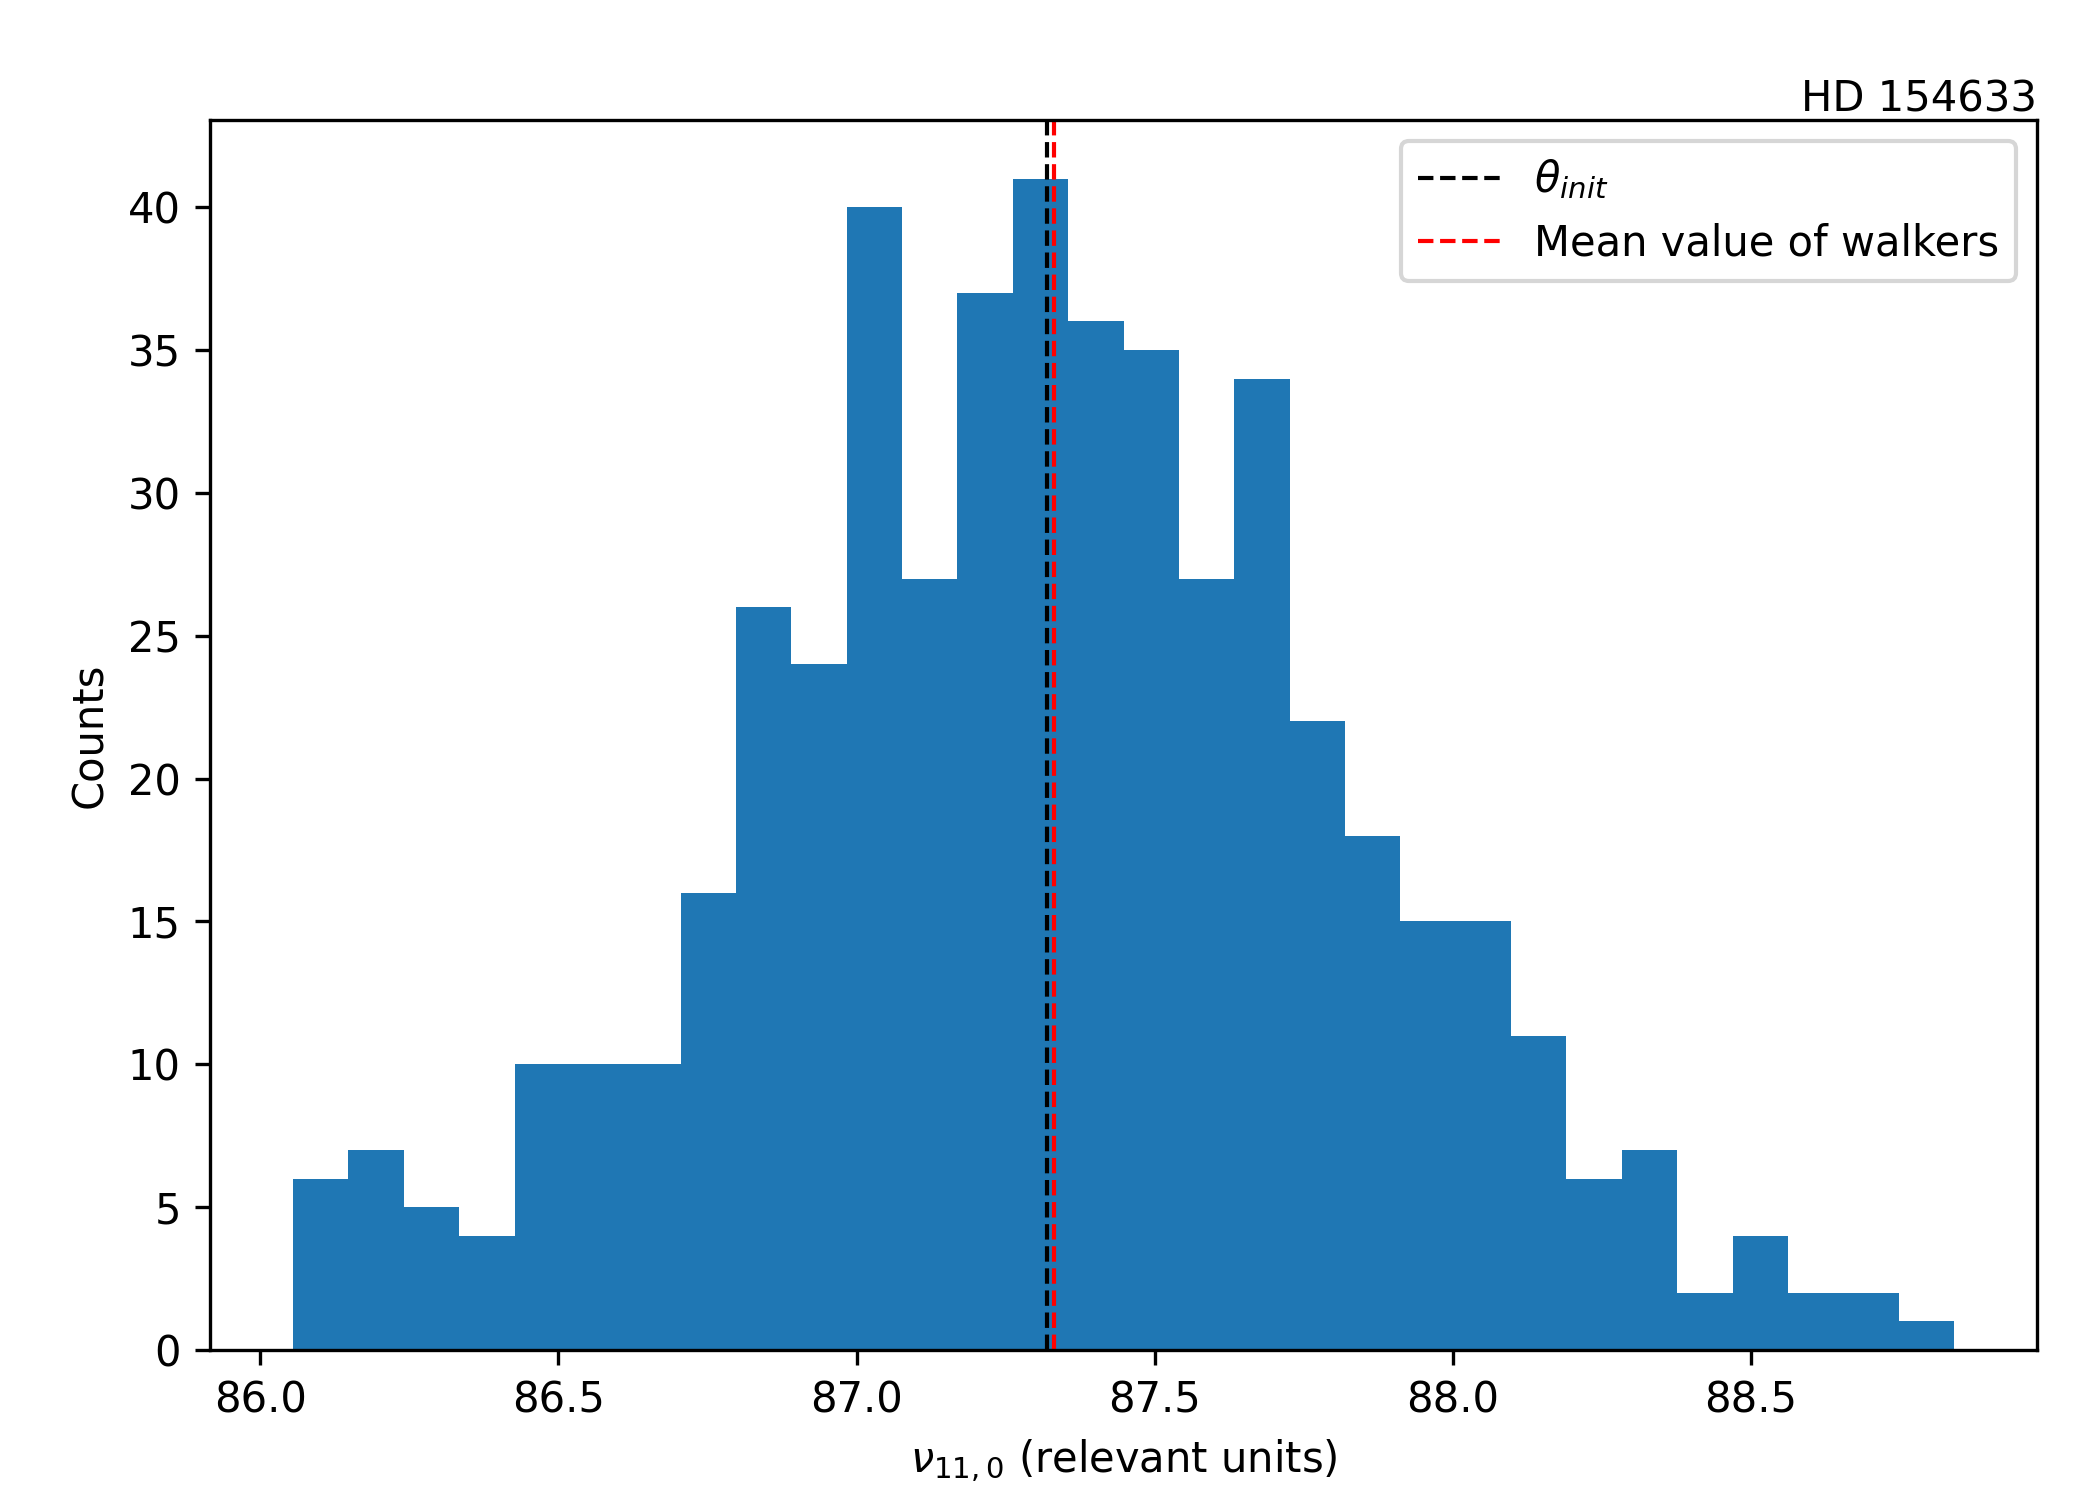 HD 154633
θinit
Mean value of walkers
40
35
30
25
20
15
10
5
0
Counts
86.0 86.5 87.0 87.5 88.0 88.5
ν11, 0 (relevant units)